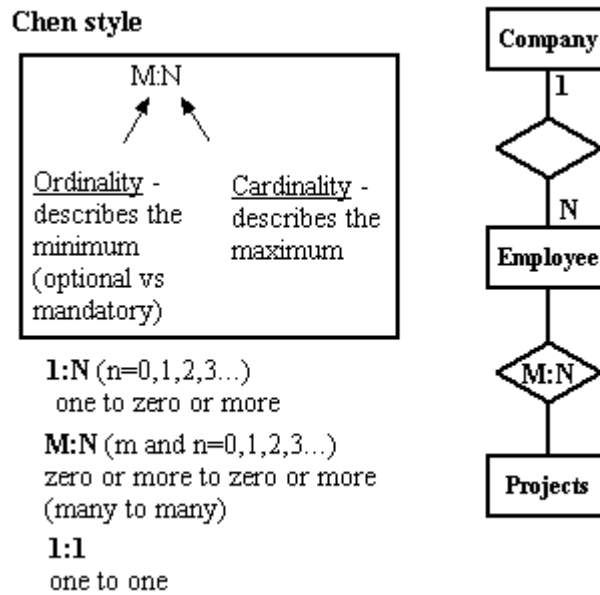 Chen style
M:N
Ordinality -
describes the
minimum
(optional vs
mandatory)
Cardinality -
describes the
maximum
1:N (n=0,1,2,3...)
one to zero or more
M:N (m and n=0,1,2,3...)
zero or more to zero or more
(many to many)
1:1
one to one
Company
1
N
Employee
M:N
Projects